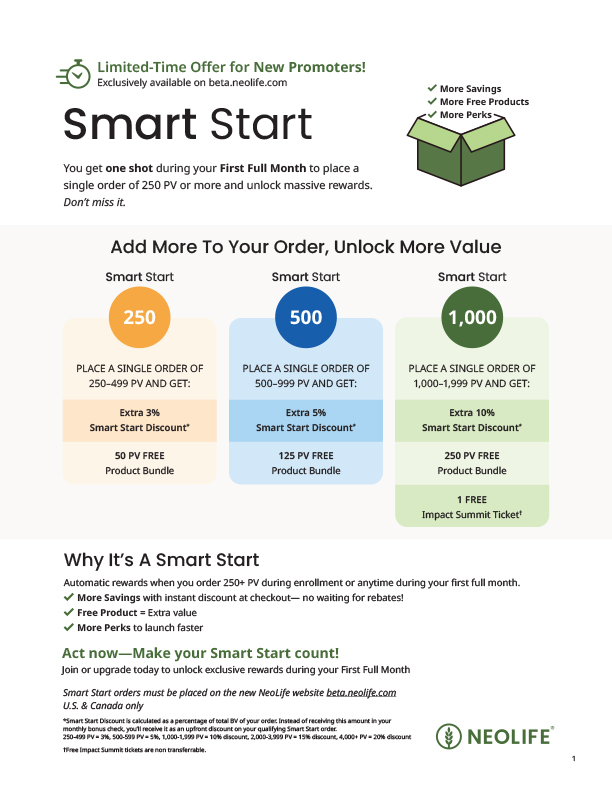 Limited-Time Offer for New Promoters!
Exclusively available on beta.neolife.com
Smart Start
You get one shot during your First Full Month to place a
single order of 250 PV or more and unlock massive rewards.
Don't miss it.
More Savings
More Free Products
More Perks
Add More To Your Order, Unlock More Value
Smart Start
250
PLACE A SINGLE ORDER OF
250–499 PV AND GET:
Extra 3%
Smart Start Discount*
50 PV FREE
Product Bundle
Smart Start
500
PLACE A SINGLE ORDER OF
500–999 PV AND GET:
Extra 5%
Smart Start Discount*
125 PV FREE
Product Bundle
Smart Start
1,000
PLACE A SINGLE ORDER OF
1,000–1,999 PV AND GET:
Extra 10%
Smart Start Discount*
250 PV FREE
Product Bundle
1 FREE
Impact Summit Ticket†
Why It's A Smart Start
Automatic rewards when you order 250+ PV during enrollment or anytime during your first full month.
More Savings with instant discount at checkout— no waiting for rebates!
Free Product = Extra value
More Perks to launch faster
Act now—Make your Smart Start count!
Join or upgrade today to unlock exclusive rewards during your First Full Month
Smart Start orders must be placed on the new NeoLife website beta.neolife.com
U.S. & Canada only
*Smart Start Discount is calculated as a percentage of total BV of your order. Instead of receiving this amount in your
monthly bonus check, you'll receive it as an upfront discount on your qualifying Smart Start order.
250-499 PV = 3%, 500-599 PV = 5%, 1,000-1,999 PV = 10% discount, 2,000-3,999 PV = 15% discount, 4,000+ PV = 20% discount
†Free Impact Summit tickets are non transferrable.
NEOLIFE®
1